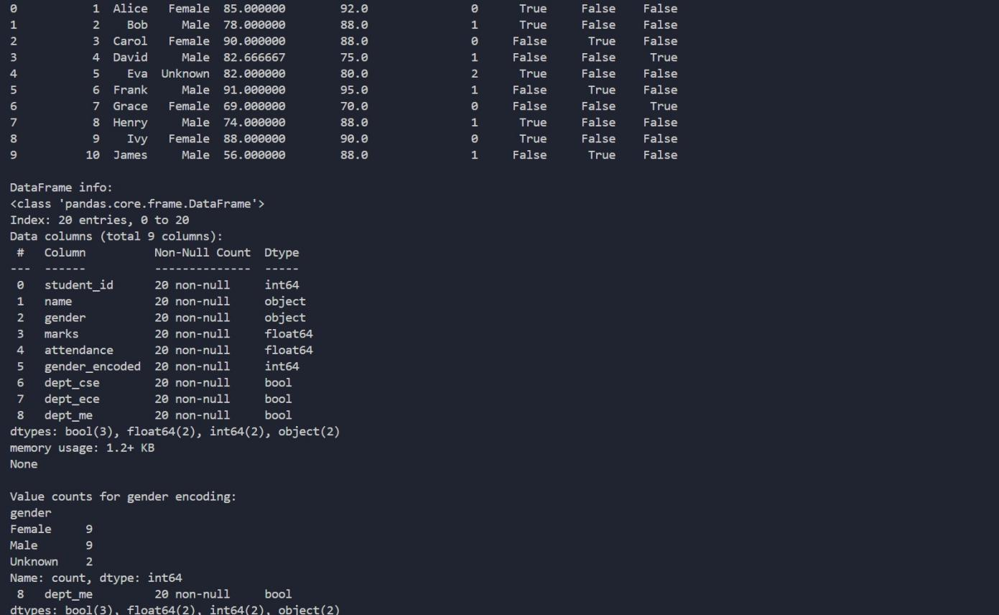 0           1  Alice   Female  85.000000        92.0               0      True     False    False
1           2    Bob     Male  78.000000        88.0               1      True     False    False
2           3  Carol   Female  90.000000        88.0               0     False      True    False
3           4  David     Male  82.666667        75.0               1     False     False     True
4           5    Eva  Unknown  82.000000        80.0               2      True     False    False
5           6  Frank     Male  91.000000        95.0               1     False      True    False
6           7  Grace   Female  69.000000        70.0               0     False     False     True
7           8  Henry     Male  74.000000        88.0               1      True     False    False
8           9    Ivy   Female  88.000000        90.0               0      True     False    False
9          10  James     Male  56.000000        88.0               1     False      True    False
DataFrame info:
<class 'pandas.core.frame.DataFrame'>
Index: 20 entries, 0 to 20
Data columns (total 9 columns):
 #   Column          Non-Null Count  Dtype
---  ------          --------------  -----
 0   student_id      20 non-null     int64
 1   name            20 non-null     object
 2   gender          20 non-null     object
 3   marks           20 non-null     float64
 4   attendance      20 non-null     float64
 5   gender_encoded  20 non-null     int64
 6   dept_cse        20 non-null     bool
 7   dept_ece        20 non-null     bool
 8   dept_me         20 non-null     bool
dtypes: bool(3), float64(2), int64(2), object(2)
memory usage: 1.2+ KB
None
Value counts for gender encoding:
gender
Female     9
Male       9
Unknown    2
Name: count, dtype: int64
 8   dept_me         20 non-null     bool
dtypes: bool(3), float64(2), int64(2), object(2)